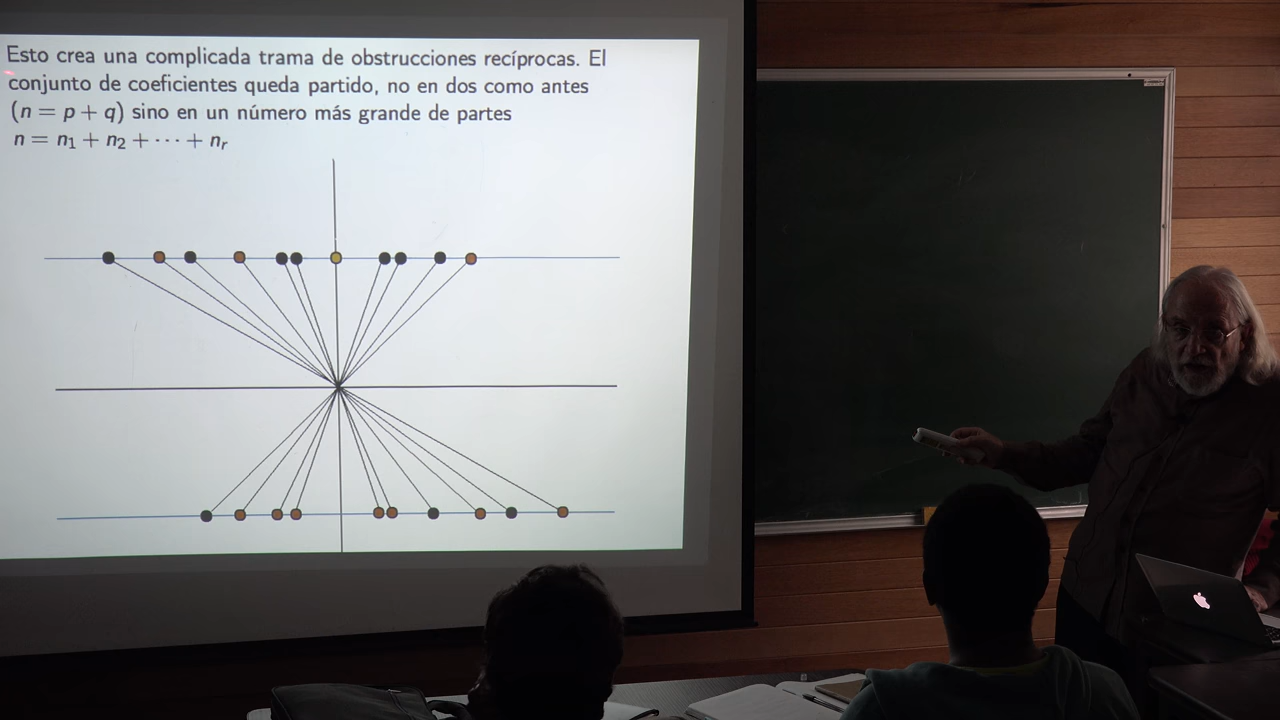 Esto crea una complicada trama de obstrucciones recíprocas. El
conjunto de coeficientes queda partido, no en dos como antes
(n = p + q) sino en un número más grande de partes
n = n₁ + n₂ + ··· + nᵣ